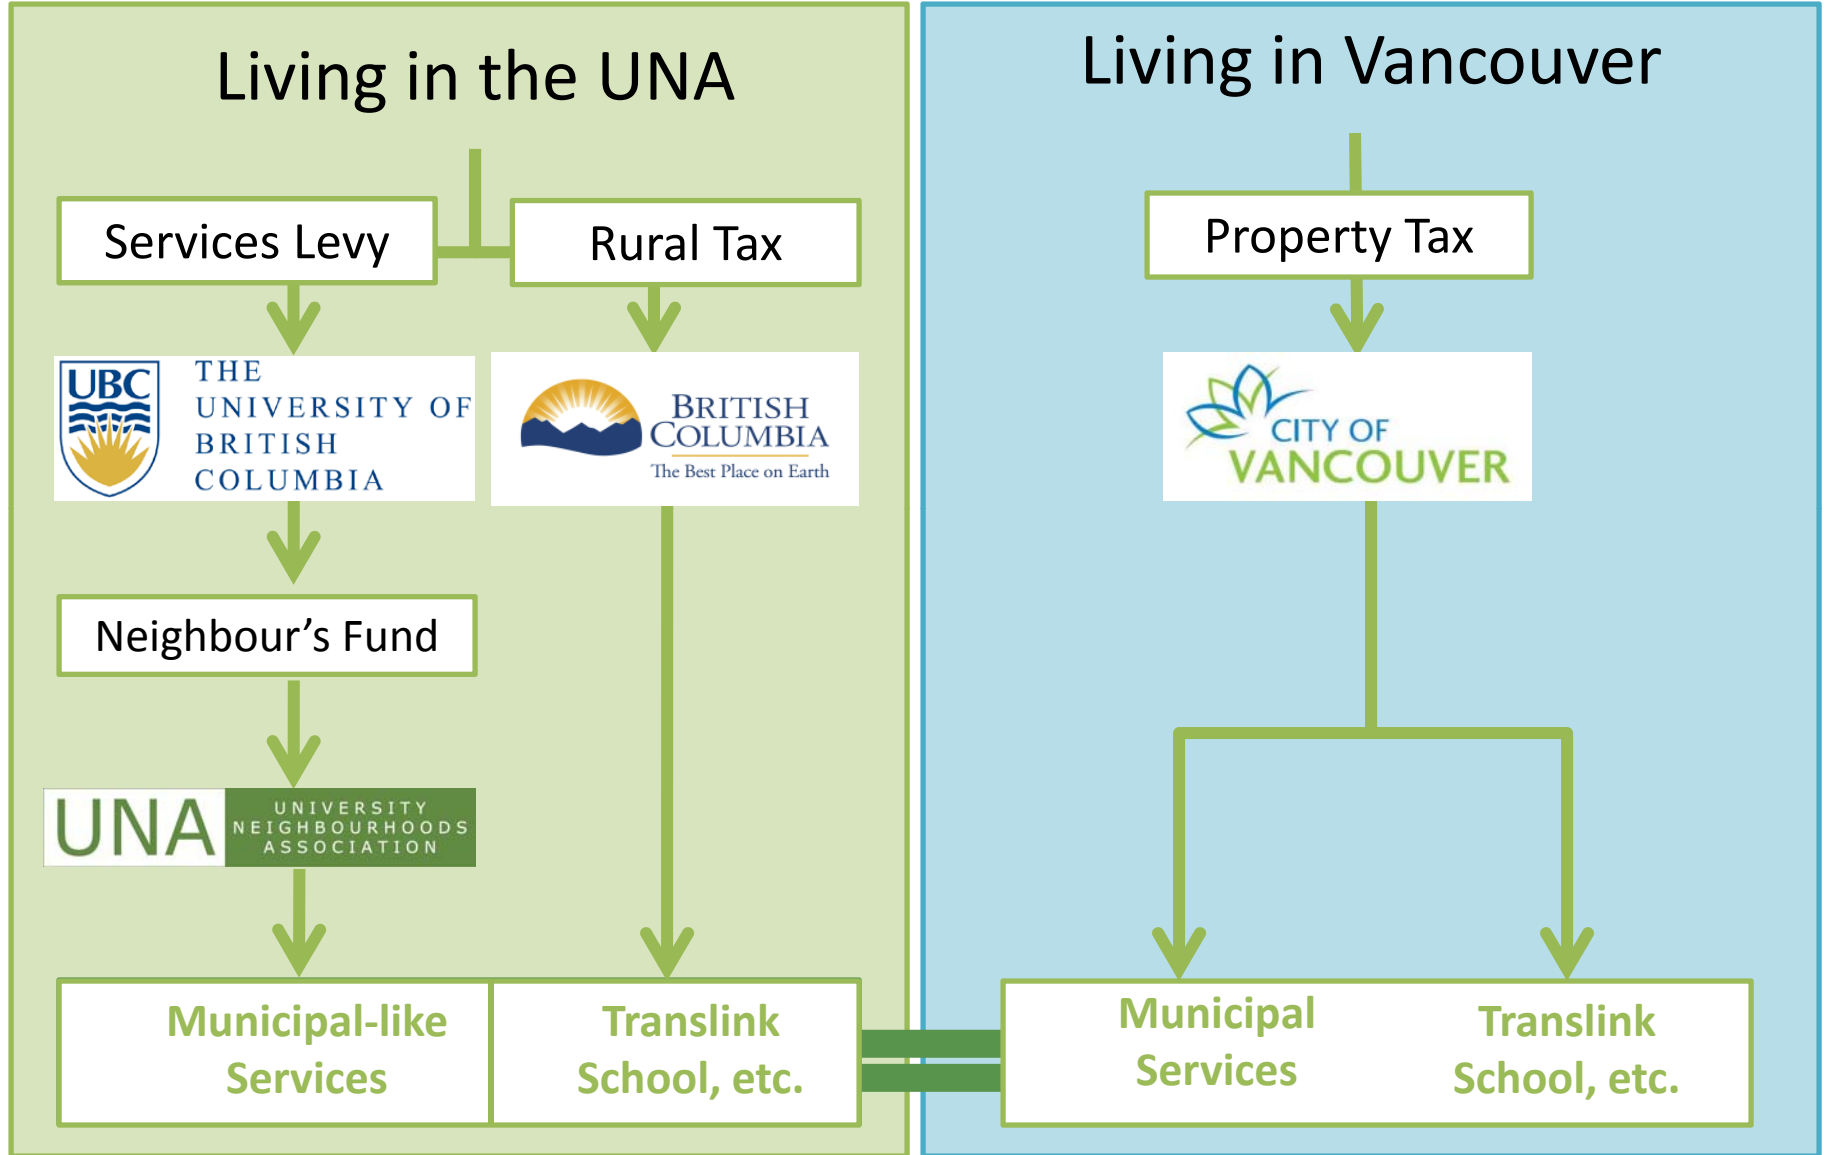 Living in the UNA
Services Levy
Rural Tax
UBC
THE
UNIVERSITY OF
BRITISH
COLUMBIA
BRITISH
COLUMBIA
The Best Place on Earth
Neighbour’s Fund
UNA
UNIVERSITY
NEIGHBOURHOODS
ASSOCIATION
Municipal-like
Services
Translink
School, etc.
Living in Vancouver
Property Tax
CITY OF
VANCOUVER
Municipal
Services
Translink
School, etc.